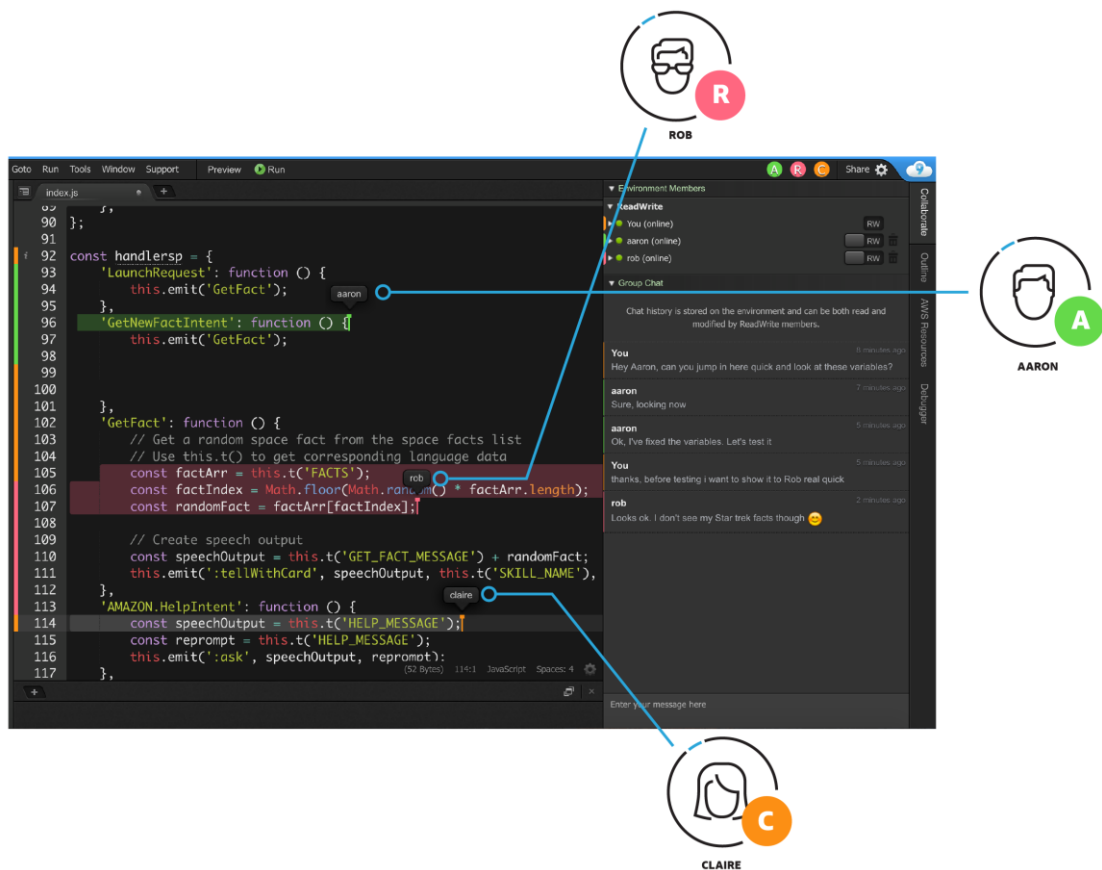 R
ROB
Goto Run Tools Window Support Preview Run
A R C Share
9
index.js
+
89 },
90 };
91
92 const handlersp = {
93 'LaunchRequest': function () {
94 this.emit('GetFact');
aaron
95 },
96 'GetNewFactIntent': function () {
97 this.emit('GetFact');
98
99
100
101 },
102 'GetFact': function () {
103 // Get a random space fact from the space facts list
104 // Use this.t() to get corresponding language data
105 const factArr = this.t('FACTS');
rob
106 const factIndex = Math.floor(Math.random() * factArr.length);
107 const randomFact = factArr[factIndex];
108
109 // Create speech output
110 const speechOutput = this.t('GET_FACT_MESSAGE') + randomFact;
111 this.emit(':tellWithCard', speechOutput, this.t('SKILL_NAME'),
112 },
claire
113 'AMAZON.HelpIntent': function () {
114 const speechOutput = this.t('HELP_MESSAGE');
115 const reprompt = this.t('HELP_MESSAGE');
116 this.emit(':ask', speechOutput, reprompt);
117 },
(52 Bytes) 114:1 JavaScript Spaces: 4
+
Environment Members
ReadWrite
You (online) RW
aaron (online) RW
rob (online) RW
Group Chat
Chat history is stored on the environment and can be both read and
modified by ReadWrite members.
You 8 minutes ago
Hey Aaron, can you jump in here quick and look at these variables?
aaron 7 minutes ago
Sure, looking now
aaron 5 minutes ago
Ok, I've fixed the variables. Let's test it
You 5 minutes ago
thanks, before testing i want to show it to Rob real quick
rob 2 minutes ago
Looks ok. I don't see my Star trek facts though 😊
Enter your message here
Collaborate
Outline
AWS Resources
Debugger
A
AARON
C
CLAIRE